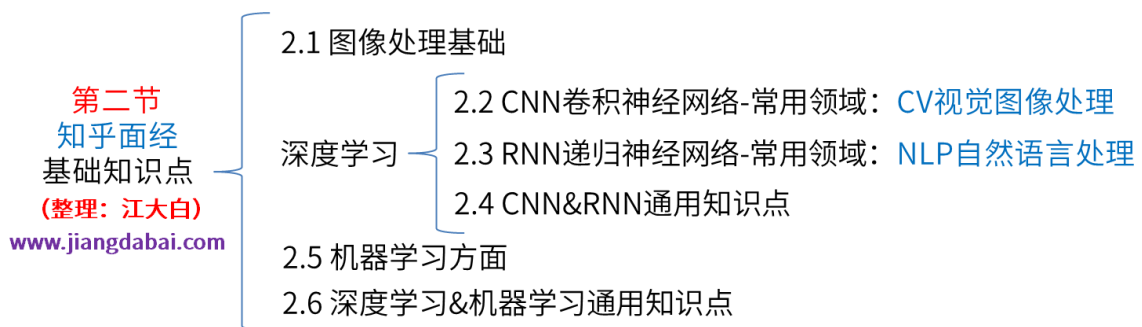 第二节
知乎面经
基础知识点
（整理：江大白）
www.jiangdabai.com
2.1 图像处理基础
深度学习
2.2 CNN卷积神经网络-常用领域：CV视觉图像处理
2.3 RNN递归神经网络-常用领域：NLP自然语言处理
2.4 CNN&RNN通用知识点
2.5 机器学习方面
2.6 深度学习&机器学习通用知识点